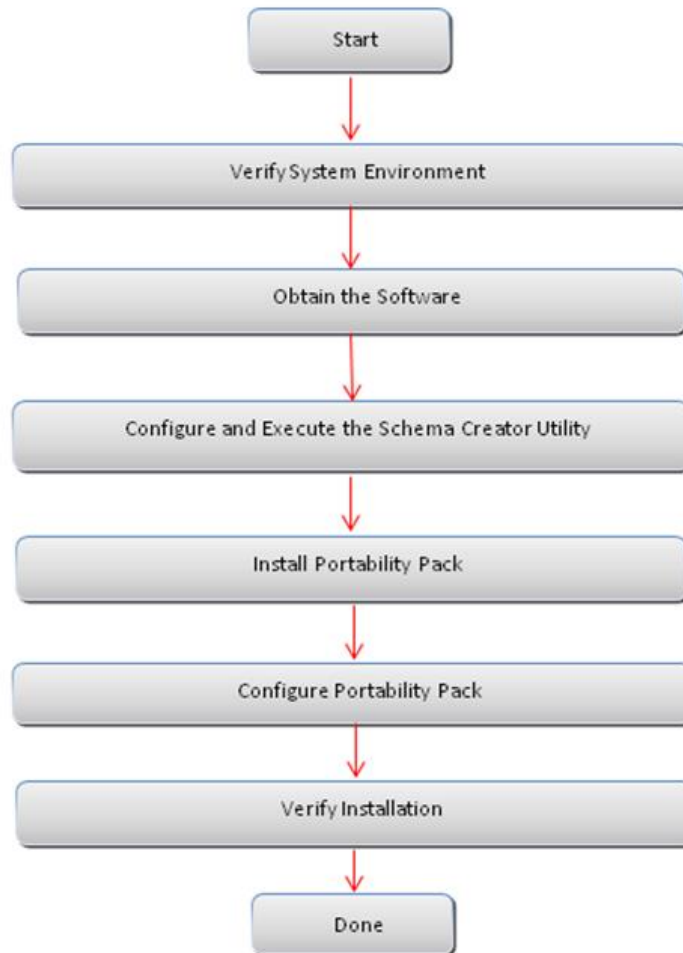 Start
Verify System Environment
Obtain the Software
Configure and Execute the Schema Creator Utility
Install Portability Pack
Configure Portability Pack
Verify Installation
Done